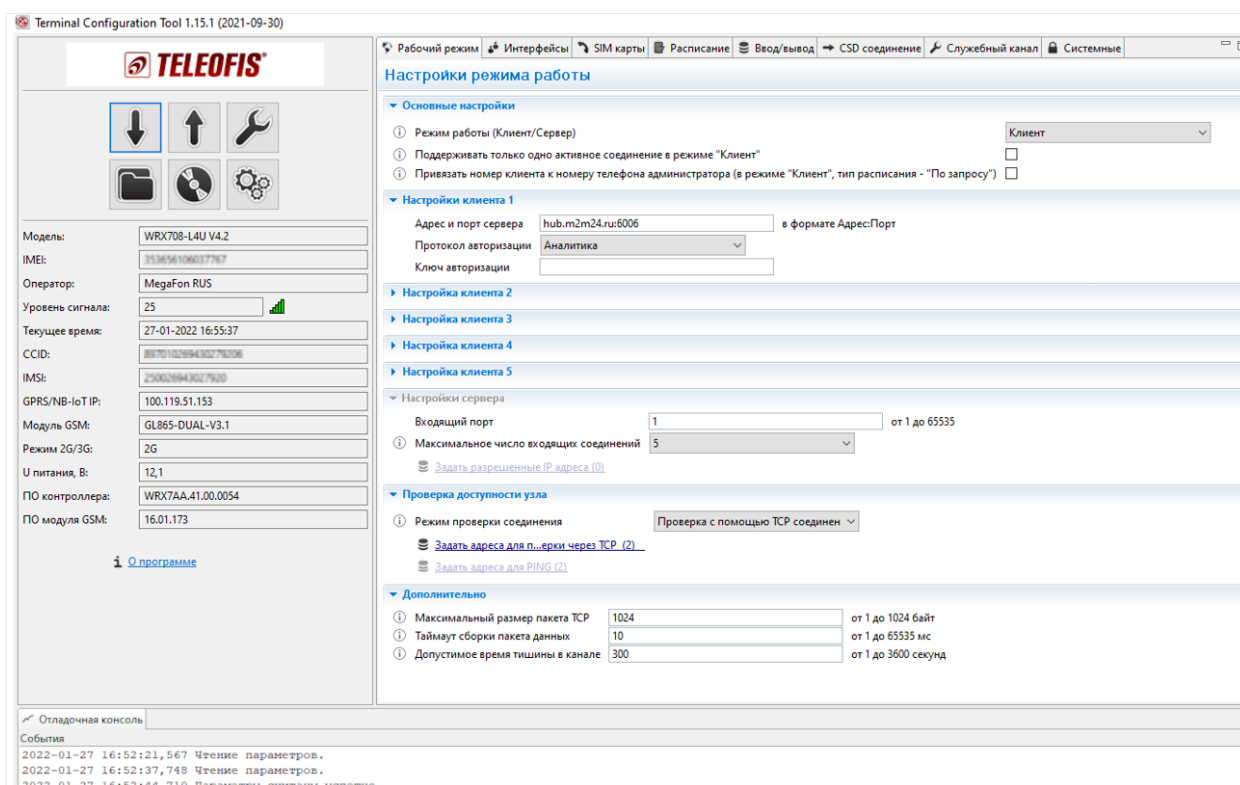 Terminal Configuration Tool 1.15.1 (2021-09-30)
TELEOFIS®
Модель: WRX708-L4U V4.2
IMEI:
Оператор: MegaFon RUS
Уровень сигнала: 25
Текущее время: 27-01-2022 16:55:37
CCID:
IMSI:
GPRS/NB-IoT IP: 100.119.51.153
Модуль GSM: GL865-DUAL-V3.1
Режим 2G/3G: 2G
U питания, В: 12,1
ПО контроллера: WRX7AA.41.00.0054
ПО модуля GSM: 16.01.173
О программе
Рабочий режим Интерфейсы SIM карты Расписание Ввод/вывод CSD соединение Служебный канал Системные
Настройки режима работы
Основные настройки
Режим работы (Клиент/Сервер) Клиент
Поддерживать только одно активное соединение в режиме "Клиент"
Привязать номер клиента к номеру телефона администратора (в режиме "Клиент", тип расписания - "По запросу")
Настройки клиента 1
Адрес и порт сервера hub.m2m24.ru:6006 в формате Адрес:Порт
Протокол авторизации Аналитика
Ключ авторизации
Настройка клиента 2
Настройка клиента 3
Настройка клиента 4
Настройка клиента 5
Настройки сервера
Входящий порт 1 от 1 до 65535
Максимальное число входящих соединений 5
Задать разрешенные IP адреса (0)
Проверка доступности узла
Режим проверки соединения Проверка с помощью TCP соединен
Задать адреса для п...ерки через TCP (2)
Задать адреса для PING (2)
Дополнительно
Максимальный размер пакета TCP 1024 от 1 до 1024 байт
Таймаут сборки пакета данных 10 от 1 до 65535 мс
Допустимое время тишины в канале 300 от 1 до 3600 секунд
Отладочная консоль
События
2022-01-27 16:52:21,567 Чтение параметров.
2022-01-27 16:52:37,748 Чтение параметров.